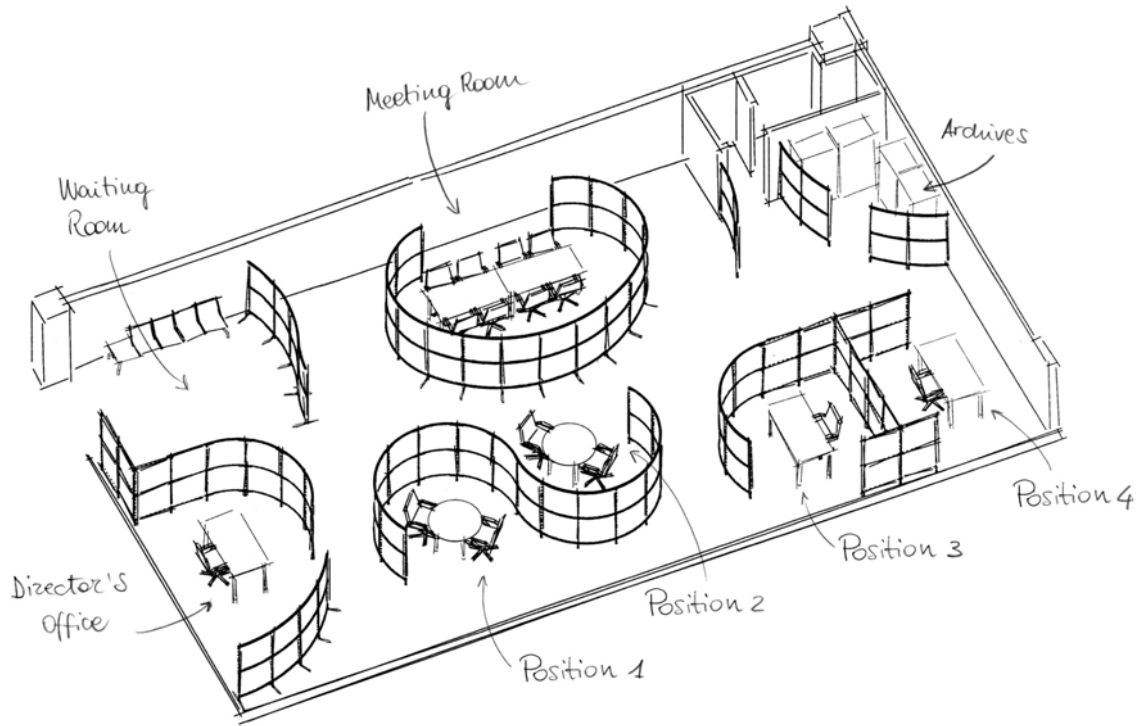 Meeting Room
Archives
Waiting
Room
Position 4
Position 3
Director's
Office
Position 2
Position 1